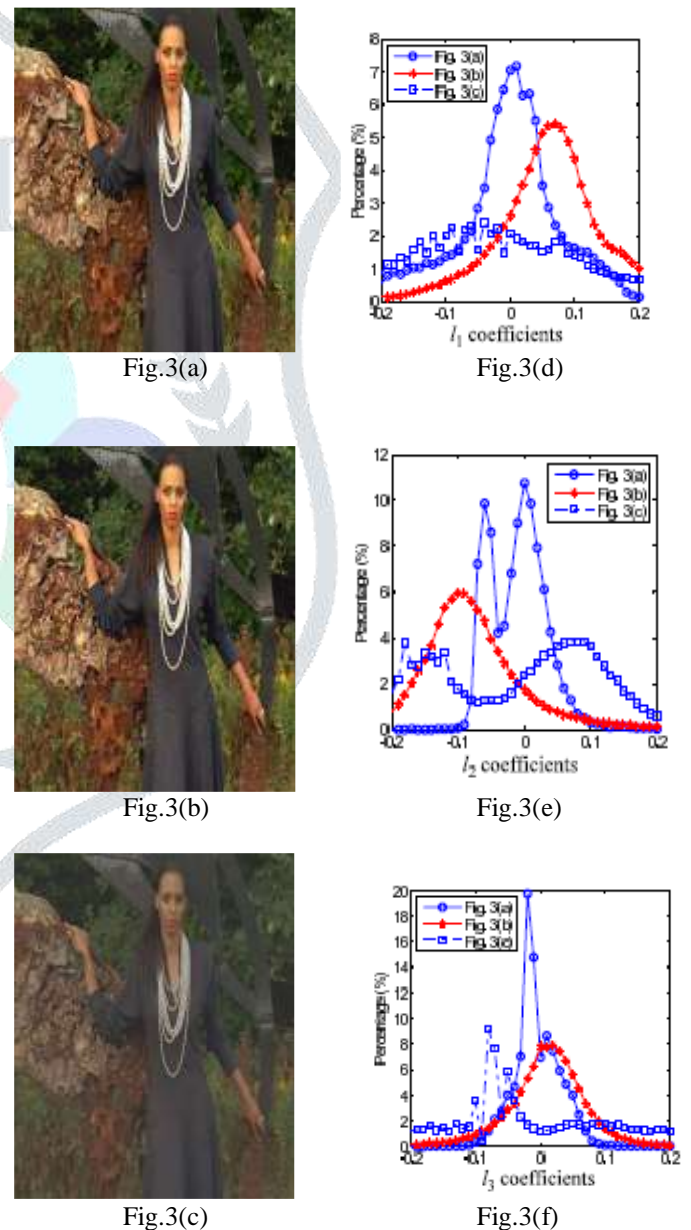 8
7
6
5
4
3
2
1
0
Fig. 3(a)
Fig. 3(b)
Fig. 3(c)
Percentage (%)
-0.2 -0.1 0 0.1 0.2
l1 coefficients
Fig.3(a)
Fig.3(d)
12
10
8
6
4
2
0
Fig. 3(a)
Fig. 3(b)
Fig. 3(c)
Percentage (%)
-0.2 -0.1 0 0.1 0.2
l2 coefficients
Fig.3(b)
Fig.3(e)
20
18
16
14
12
10
8
6
4
2
0
Fig. 3(a)
Fig. 3(b)
Fig. 3(c)
Percentage (%)
-0.2 -0.1 0 0.1 0.2
l3 coefficients
Fig.3(c)
Fig.3(f)